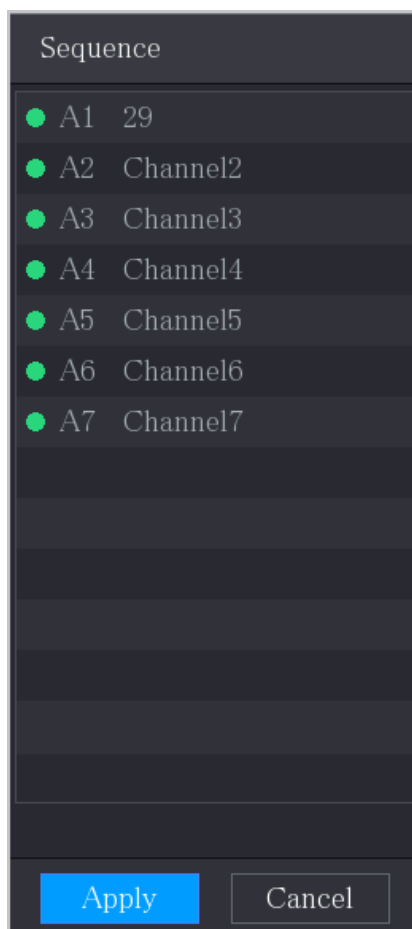 Sequence
A1 29
A2 Channel2
A3 Channel3
A4 Channel4
A5 Channel5
A6 Channel6
A7 Channel7
Apply Cancel